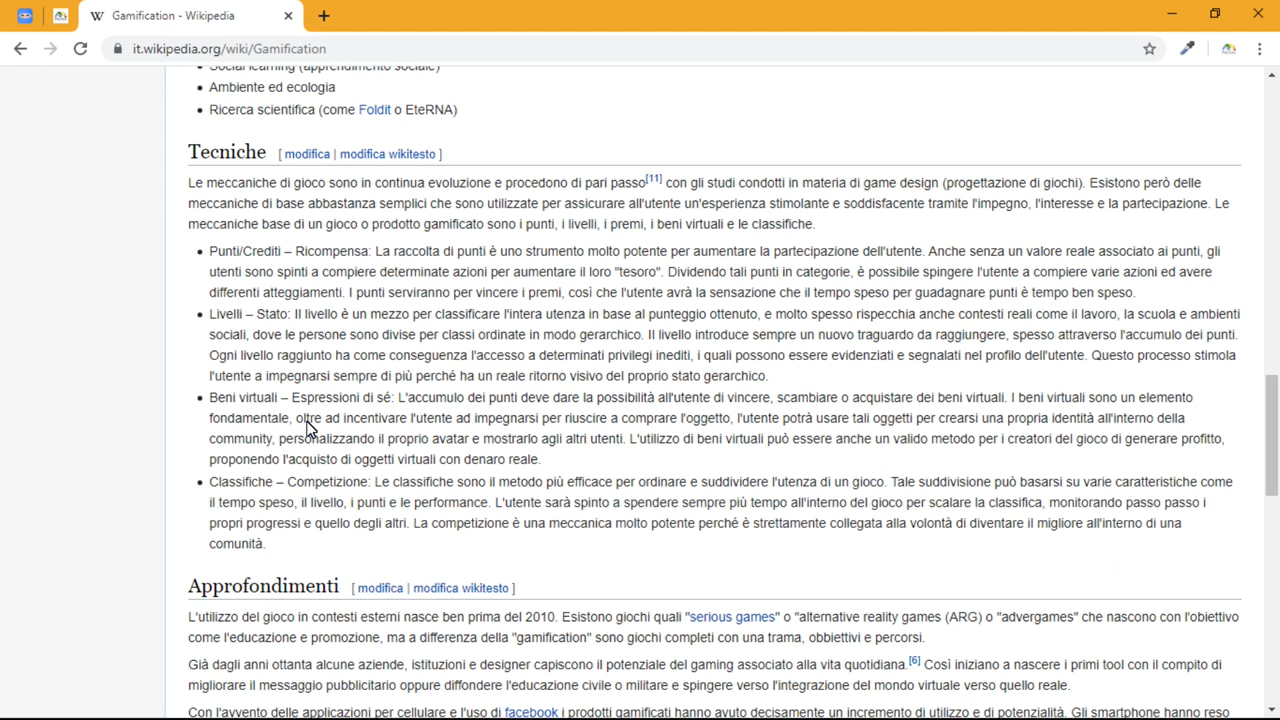 Gamification - Wikipedia
it.wikipedia.org/wiki/Gamification
Social learning (apprendimento sociale)
Ambiente ed ecologia
Ricerca scientifica (come Foldit o EteRNA)
Tecniche [ modifica | modifica wikitesto ]
Le meccaniche di gioco sono in continua evoluzione e procedono di pari passo[11] con gli studi condotti in materia di game design (progettazione di giochi). Esistono però delle
meccaniche di base abbastanza semplici che sono utilizzate per assicurare all'utente un'esperienza stimolante e soddisfacente tramite l'impegno, l'interesse e la partecipazione. Le
meccaniche base di un gioco o prodotto gamificato sono i punti, i livelli, i premi, i beni virtuali e le classifiche.
Punti/Crediti – Ricompensa: La raccolta di punti è uno strumento molto potente per aumentare la partecipazione dell'utente. Anche senza un valore reale associato ai punti, gli
utenti sono spinti a compiere determinate azioni per aumentare il loro "tesoro". Dividendo tali punti in categorie, è possibile spingere l'utente a compiere varie azioni ed avere
differenti atteggiamenti. I punti serviranno per vincere i premi, così che l'utente avrà la sensazione che il tempo speso per guadagnare punti è tempo ben speso.
Livelli – Stato: Il livello è un mezzo per classificare l'intera utenza in base al punteggio ottenuto, e molto spesso rispecchia anche contesti reali come il lavoro, la scuola e ambienti
sociali, dove le persone sono divise per classi ordinate in modo gerarchico. Il livello introduce sempre un nuovo traguardo da raggiungere, spesso attraverso l'accumulo dei punti.
Ogni livello raggiunto ha come conseguenza l'accesso a determinati privilegi inediti, i quali possono essere evidenziati e segnalati nel profilo dell'utente. Questo processo stimola
l'utente a impegnarsi sempre di più perché ha un reale ritorno visivo del proprio stato gerarchico.
Beni virtuali – Espressioni di sé: L'accumulo dei punti deve dare la possibilità all'utente di vincere, scambiare o acquistare dei beni virtuali. I beni virtuali sono un elemento
fondamentale, oltre ad incentivare l'utente ad impegnarsi per riuscire a comprare l'oggetto, l'utente potrà usare tali oggetti per crearsi una propria identità all'interno della
community, personalizzando il proprio avatar e mostrarlo agli altri utenti. L'utilizzo di beni virtuali può essere anche un valido metodo per i creatori del gioco di generare profitto,
proponendo l'acquisto di oggetti virtuali con denaro reale.
Classifiche – Competizione: Le classifiche sono il metodo più efficace per ordinare e suddividere l'utenza di un gioco. Tale suddivisione può basarsi su varie caratteristiche come
il tempo speso, il livello, i punti e le performance. L'utente sarà spinto a spendere sempre più tempo all'interno del gioco per scalare la classifica, monitorando passo passo i
propri progressi e quello degli altri. La competizione è una meccanica molto potente perché è strettamente collegata alla volontà di diventare il migliore all'interno di una
comunità.
Approfondimenti [ modifica | modifica wikitesto ]
L'utilizzo del gioco in contesti esterni nasce ben prima del 2010. Esistono giochi quali "serious games" o "alternative reality games (ARG) o "advergames" che nascono con l'obiettivo
come l'educazione e promozione, ma a differenza della "gamification" sono giochi completi con una trama, obbiettivi e percorsi.
Già dagli anni ottanta alcune aziende, istituzioni e designer capiscono il potenziale del gaming associato alla vita quotidiana.[6] Così iniziano a nascere i primi tool con il compito di
migliorare il messaggio pubblicitario oppure diffondere l'educazione civile o militare e spingere verso l'integrazione del mondo virtuale verso quello reale.
Con l'avvento delle applicazioni per cellulare e l'uso di facebook i prodotti gamificati hanno avuto decisamente un incremento di utilizzo e di potenzialità. Gli smartphone hanno reso